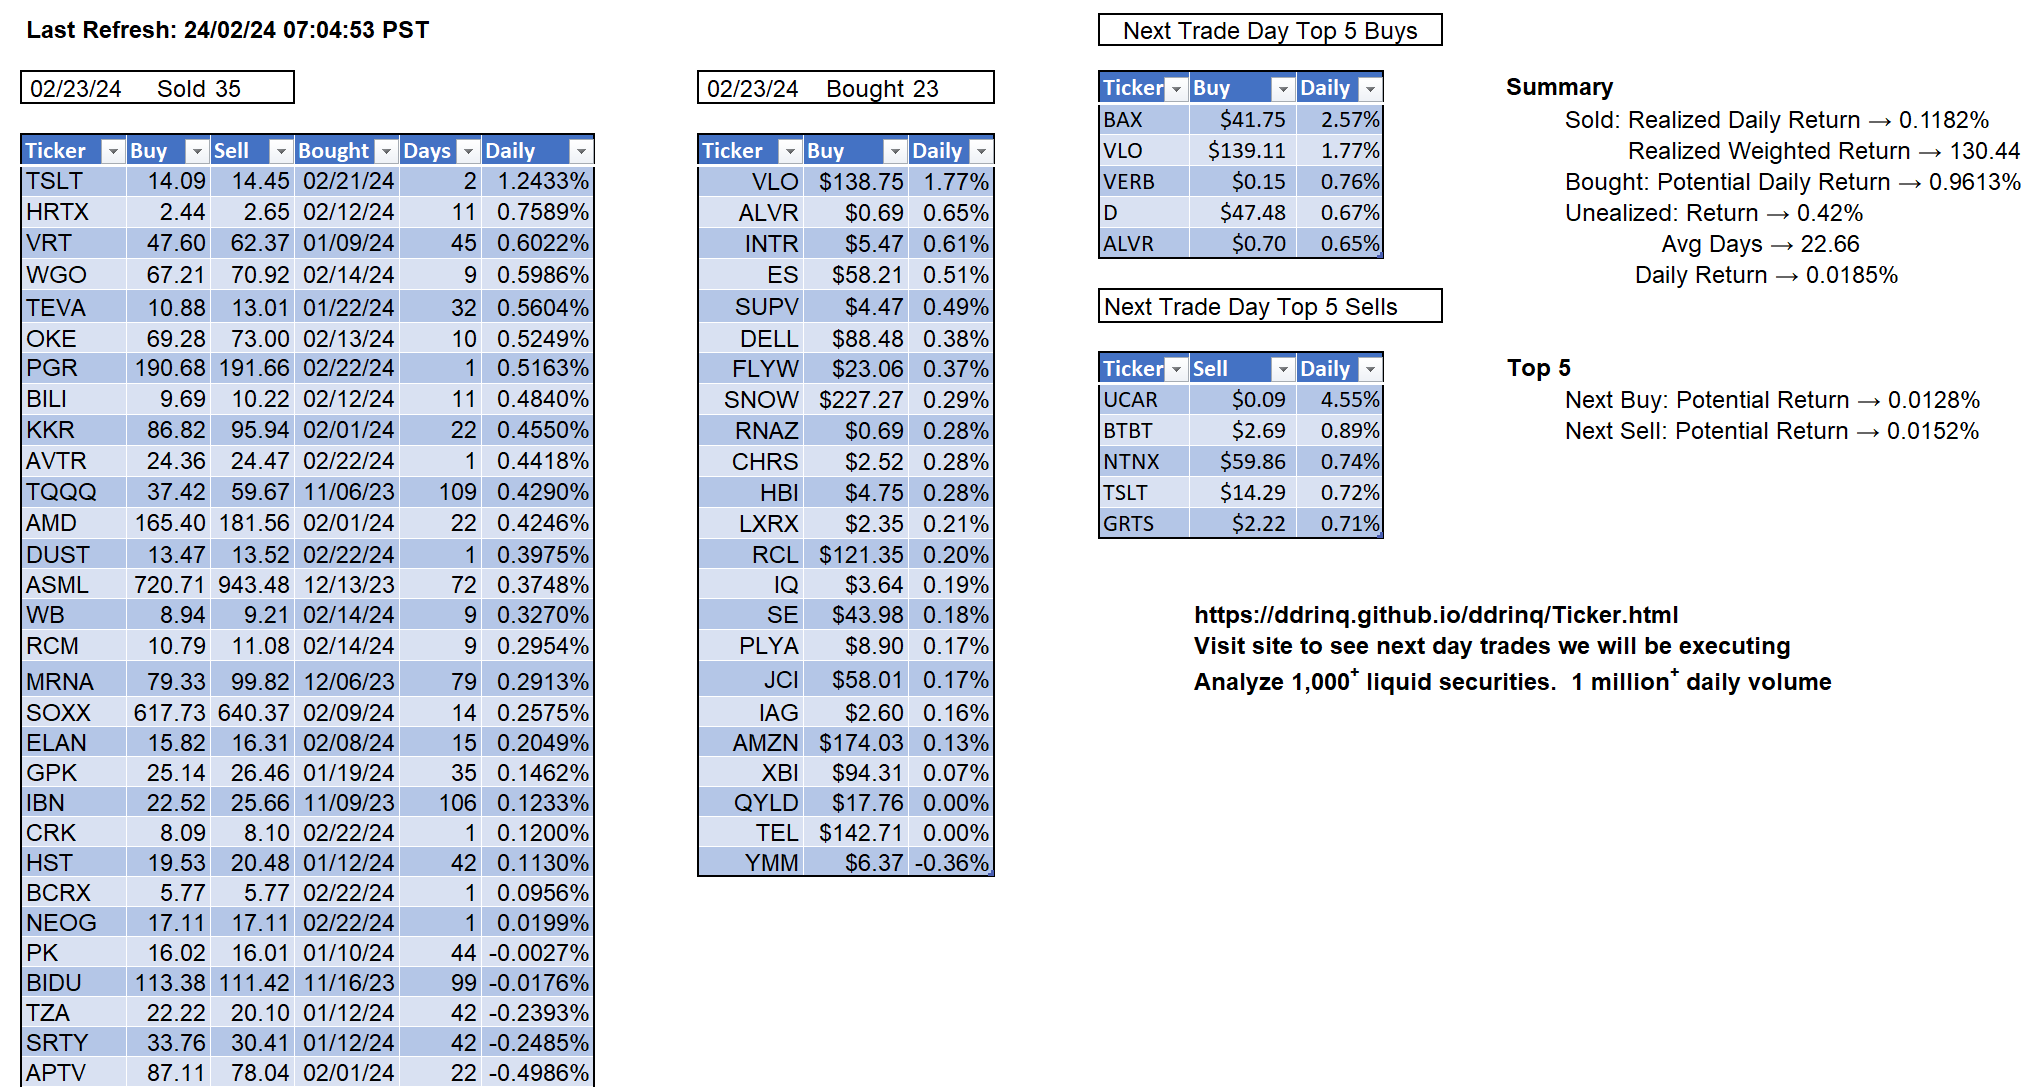 Last Refresh: 24/02/24 07:04:53 PST
02/23/24 Sold 35
Ticker Buy Sell Bought Days Daily
TSLT 14.09 14.45 02/21/24 2 1.2433%
HRTX 2.44 2.65 02/12/24 11 0.7589%
VRT 47.60 62.37 01/09/24 45 0.6022%
WGO 67.21 70.92 02/14/24 9 0.5986%
TEVA 10.88 13.01 01/22/24 32 0.5604%
OKE 69.28 73.00 02/13/24 10 0.5249%
PGR 190.68 191.66 02/22/24 1 0.5163%
BILI 9.69 10.22 02/12/24 11 0.4840%
KKR 86.82 95.94 02/01/24 22 0.4550%
AVTR 24.36 24.47 02/22/24 1 0.4418%
TQQQ 37.42 59.67 11/06/23 109 0.4290%
AMD 165.40 181.56 02/01/24 22 0.4246%
DUST 13.47 13.52 02/22/24 1 0.3975%
ASML 720.71 943.48 12/13/23 72 0.3748%
WB 8.94 9.21 02/14/24 9 0.3270%
RCM 10.79 11.08 02/14/24 9 0.2954%
MRNA 79.33 99.82 12/06/23 79 0.2913%
SOXX 617.73 640.37 02/09/24 14 0.2575%
ELAN 15.82 16.31 02/08/24 15 0.2049%
GPK 25.14 26.46 01/19/24 35 0.1462%
IBN 22.52 25.66 11/09/23 106 0.1233%
CRK 8.09 8.10 02/22/24 1 0.1200%
HST 19.53 20.48 01/12/24 42 0.1130%
BCRX 5.77 5.77 02/22/24 1 0.0956%
NEOG 17.11 17.11 02/22/24 1 0.0199%
PK 16.02 16.01 01/10/24 44 -0.0027%
BIDU 113.38 111.42 11/16/23 99 -0.0176%
TZA 22.22 20.10 01/12/24 42 -0.2393%
SRTY 33.76 30.41 01/12/24 42 -0.2485%
APTV 87.11 78.04 02/01/24 22 -0.4986%
02/23/24 Bought 23
Ticker Buy Daily
VLO $138.75 1.77%
ALVR $0.69 0.65%
INTR $5.47 0.61%
ES $58.21 0.51%
SUPV $4.47 0.49%
DELL $88.48 0.38%
FLYW $23.06 0.37%
SNOW $227.27 0.29%
RNAZ $0.69 0.28%
CHRS $2.52 0.28%
HBI $4.75 0.28%
LXRX $2.35 0.21%
RCL $121.35 0.20%
IQ $3.64 0.19%
SE $43.98 0.18%
PLYA $8.90 0.17%
JCI $58.01 0.17%
IAG $2.60 0.16%
AMZN $174.03 0.13%
XBI $94.31 0.07%
QYLD $17.76 0.00%
TEL $142.71 0.00%
YMM $6.37 -0.36%
Next Trade Day Top 5 Buys
Ticker Buy Daily
BAX $41.75 2.57%
VLO $139.11 1.77%
VERB $0.15 0.76%
D $47.48 0.67%
ALVR $0.70 0.65%
Next Trade Day Top 5 Sells
Ticker Sell Daily
UCAR $0.09 4.55%
BTBT $2.69 0.89%
NTNX $59.86 0.74%
TSLT $14.29 0.72%
GRTS $2.22 0.71%
Summary
Sold: Realized Daily Return → 0.1182%
Realized Weighted Return → 130.44
Bought: Potential Daily Return → 0.9613%
Unealized: Return → 0.42%
Avg Days → 22.66
Daily Return → 0.0185%
Top 5
Next Buy: Potential Return → 0.0128%
Next Sell: Potential Return → 0.0152%
https://ddrinq.github.io/ddrinq/Ticker.html
Visit site to see next day trades we will be executing
Analyze 1,000+ liquid securities. 1 million+ daily volume